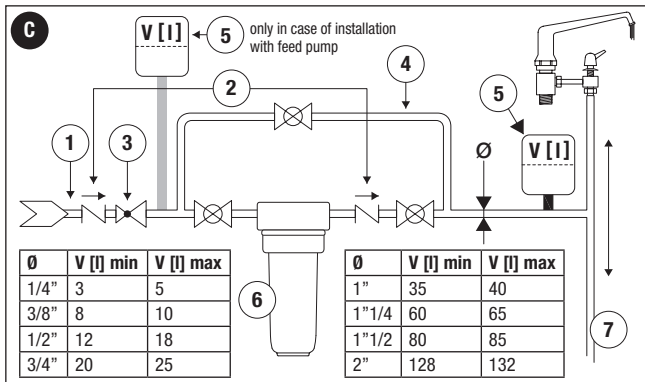 C
V [l]
5
only in case of installation
with feed pump
4
2
5
V [l]
1
3
Ø
Ø V [l] min V [l] max
1/4” 3 5
3/8” 8 10
1/2” 12 18
3/4” 20 25
6
Ø V [l] min V [l] max
1” 35 40
1”1/4 60 65
1”1/2 80 85
2” 128 132
7